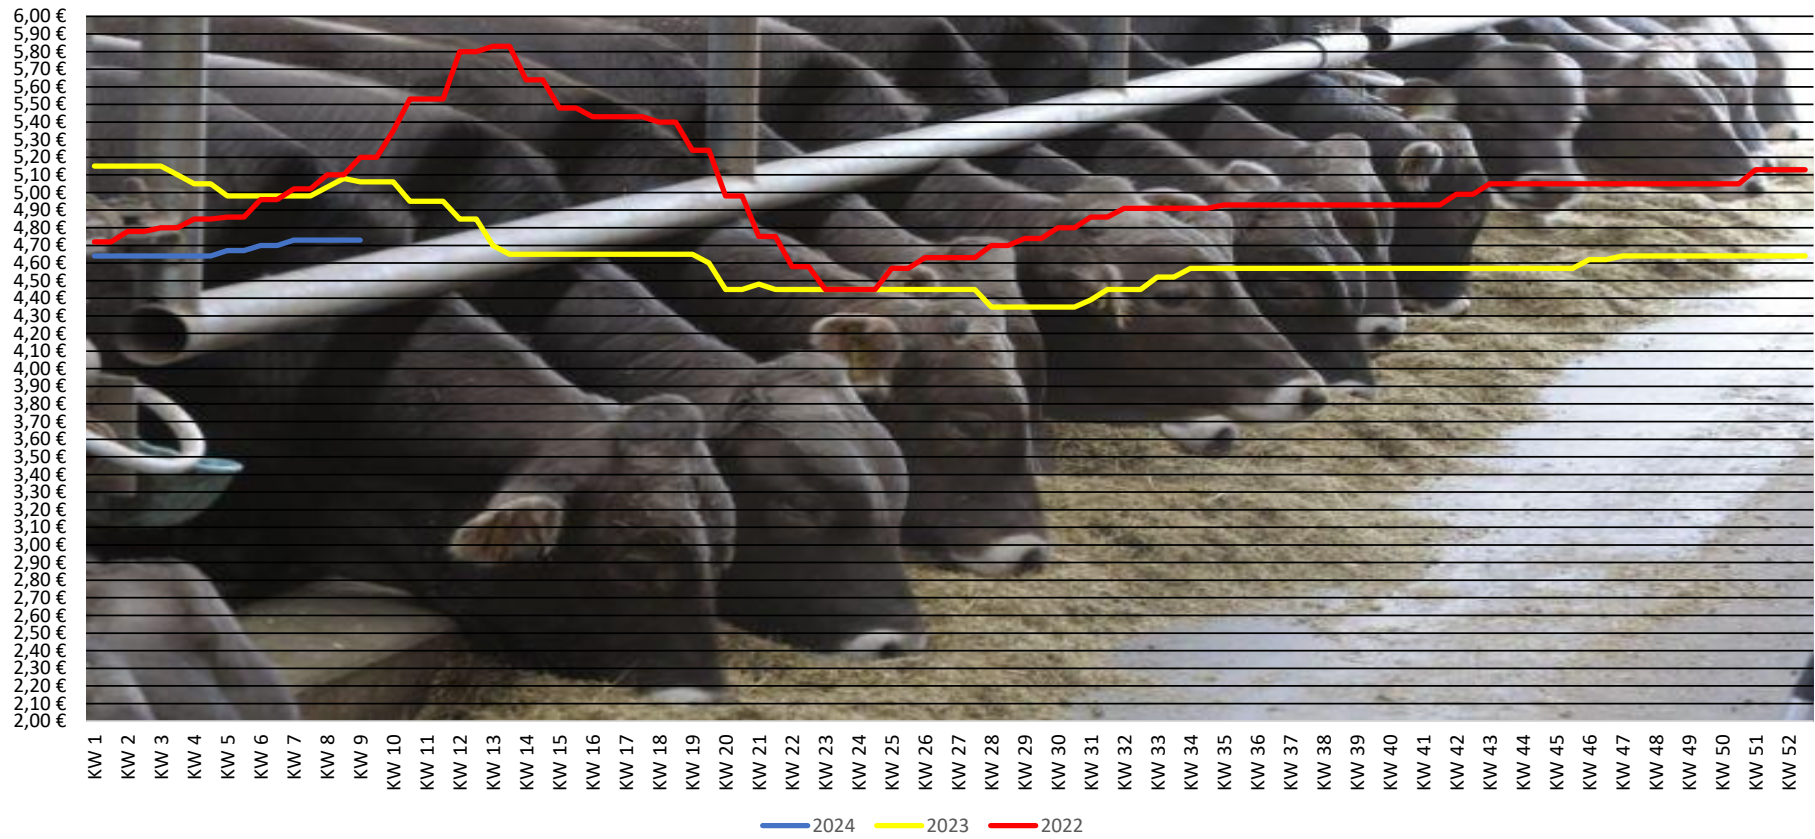 6,00 €
5,90 €
5,80 €
5,70 €
5,60 €
5,50 €
5,40 €
5,30 €
5,20 €
5,10 €
5,00 €
4,90 €
4,80 €
4,70 €
4,60 €
4,50 €
4,40 €
4,30 €
4,20 €
4,10 €
4,00 €
3,90 €
3,80 €
3,70 €
3,60 €
3,50 €
3,40 €
3,30 €
3,20 €
3,10 €
3,00 €
2,90 €
2,80 €
2,70 €
2,60 €
2,50 €
2,40 €
2,30 €
2,20 €
2,10 €
2,00 €
KW 1
KW 2
KW 3
KW 4
KW 5
KW 6
KW 7
KW 8
KW 9
KW 10
KW 11
KW 12
KW 13
KW 14
KW 15
KW 16
KW 17
KW 18
KW 19
KW 20
KW 21
KW 22
KW 23
KW 24
KW 25
KW 26
KW 27
KW 28
KW 29
KW 30
KW 31
KW 32
KW 33
KW 34
KW 35
KW 36
KW 37
KW 38
KW 39
KW 40
KW 41
KW 42
KW 43
KW 44
KW 45
KW 46
KW 47
KW 48
KW 49
KW 50
KW 51
KW 52
2024 2023 2022